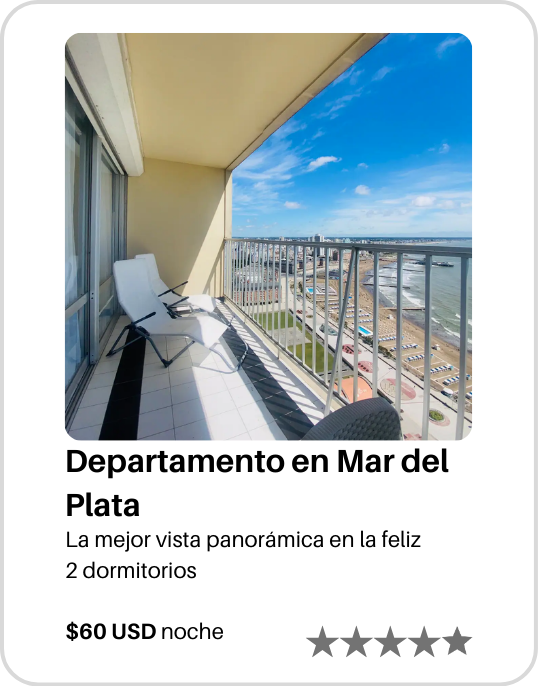 Departamento en Mar del
Plata
La mejor vista panorámica en la feliz
2 dormitorios
$60 USD noche